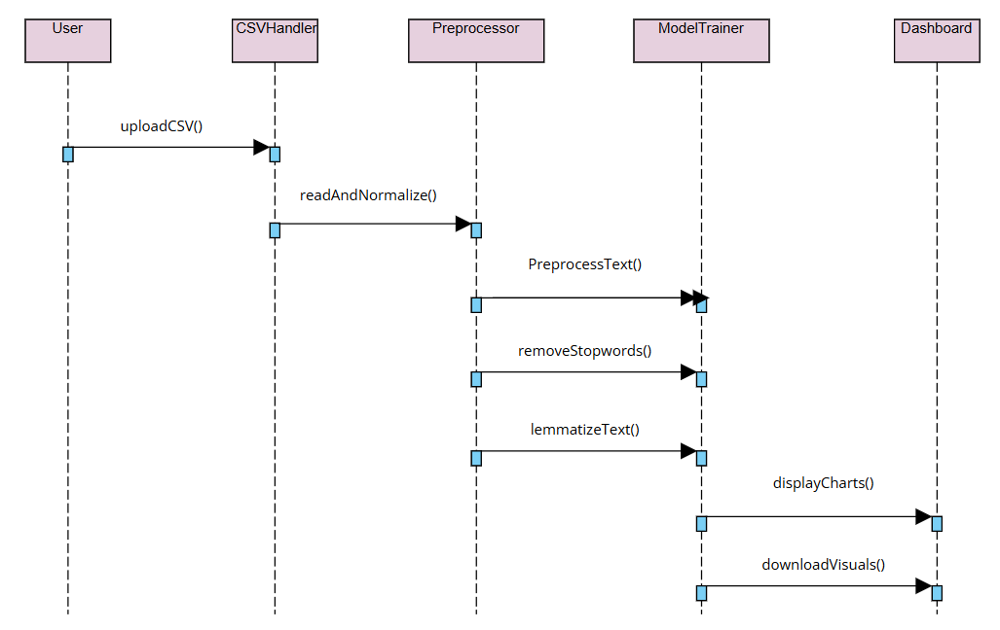 User
CSVHandler
Preprocessor
ModelTrainer
Dashboard
uploadCSV()
readAndNormalize()
PreprocessText()
removeStopwords()
lemmatizeText()
displayCharts()
downloadVisuals()